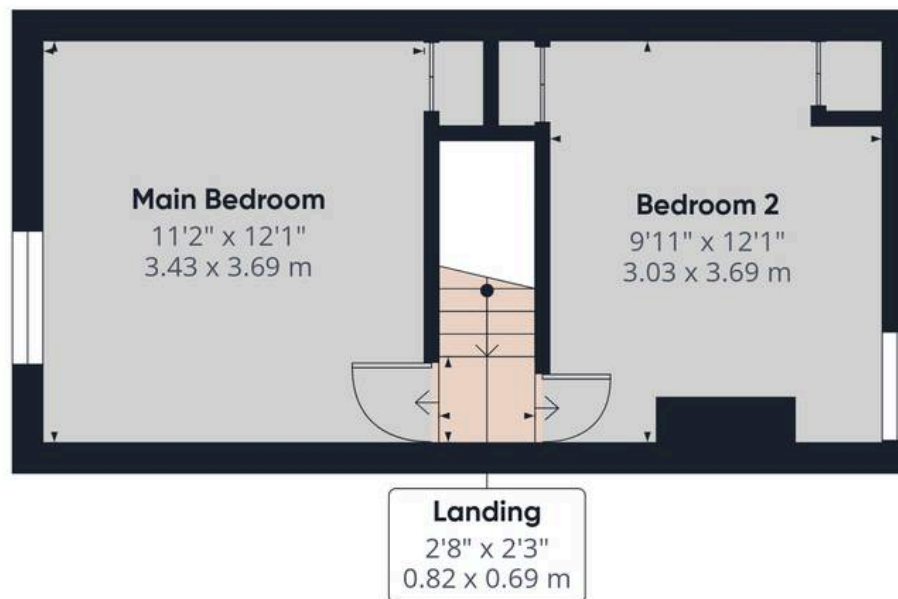 Main Bedroom
11'2" x 12'1"
3.43 x 3.69 m
Bedroom 2
9'11" x 12'1"
3.03 x 3.69 m
Landing
2'8" x 2'3"
0.82 x 0.69 m